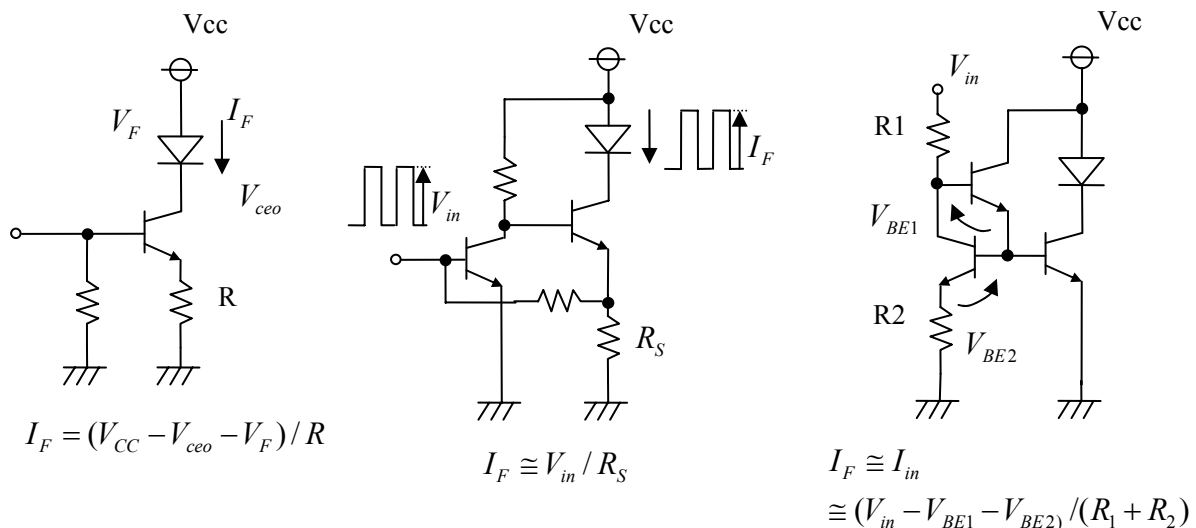 Vcc
V_F
I_F
V_ceo
R
I_F = (V_CC − V_ceo − V_F) / R
Vcc
I_F
V_in
R_S
I_F ≅ V_in / R_S
Vcc
V_in
R1
V_BE1
R2
V_BE2
I_F ≅ I_in
≅ (V_in − V_BE1 − V_BE2) /(R_1 + R_2)